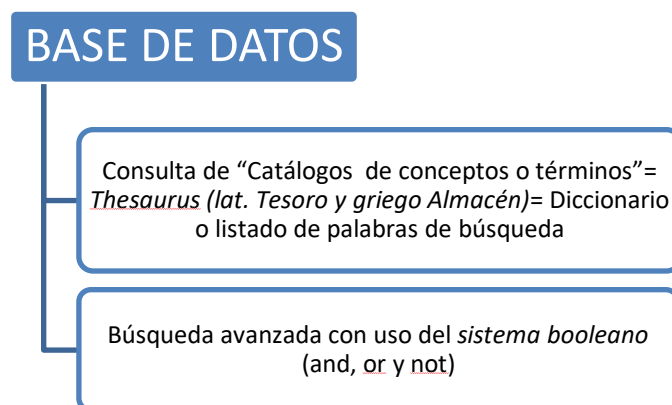 BASE DE DATOS
Consulta de “Catálogos de conceptos o términos”=
Thesaurus (lat. Tesoro y griego Almacén)= Diccionario
o listado de palabras de búsqueda
Búsqueda avanzada con uso del sistema booleano
(and, or y not)